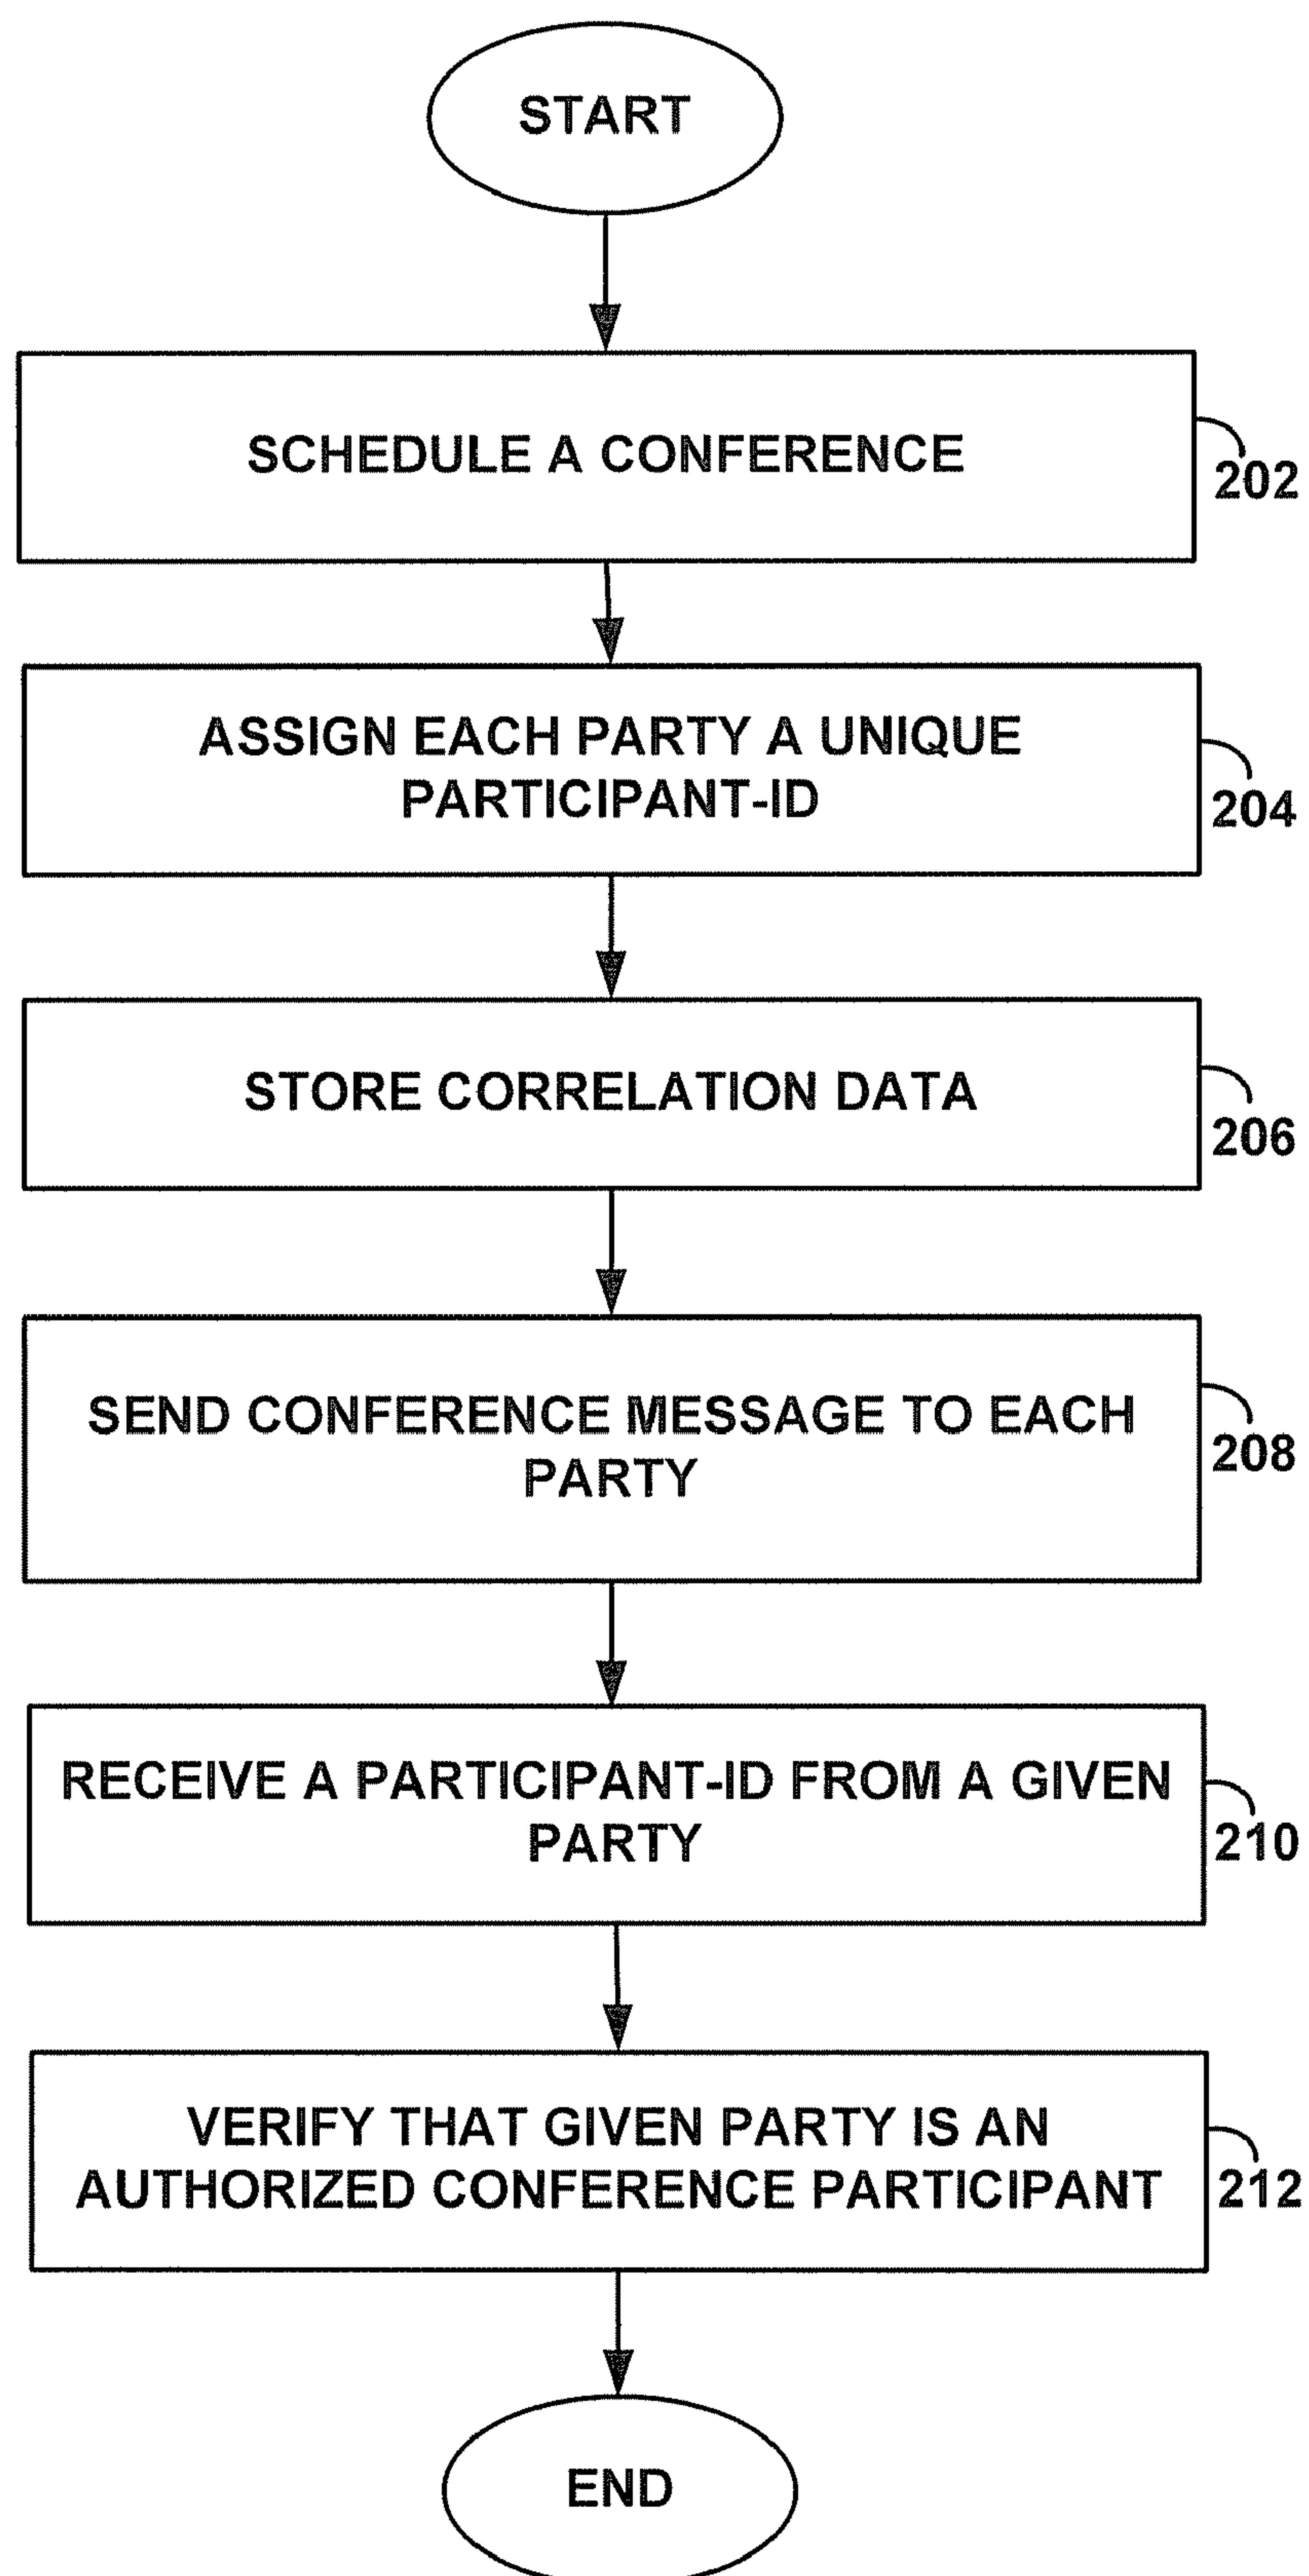 START
SCHEDULE A CONFERENCE
202
ASSIGN EACH PARTY A UNIQUE
PARTICIPANT-ID
204
STORE CORRELATION DATA
206
SEND CONFERENCE MESSAGE TO EACH
PARTY
208
RECEIVE A PARTICIPANT-ID FROM A GIVEN
PARTY
210
VERIFY THAT GIVEN PARTY IS AN
AUTHORIZED CONFERENCE PARTICIPANT
212
END